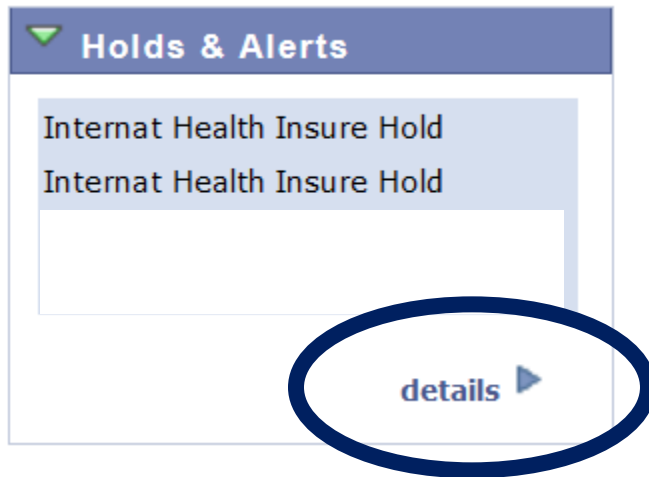 Holds & Alerts
Internat Health Insure Hold
Internat Health Insure Hold
details